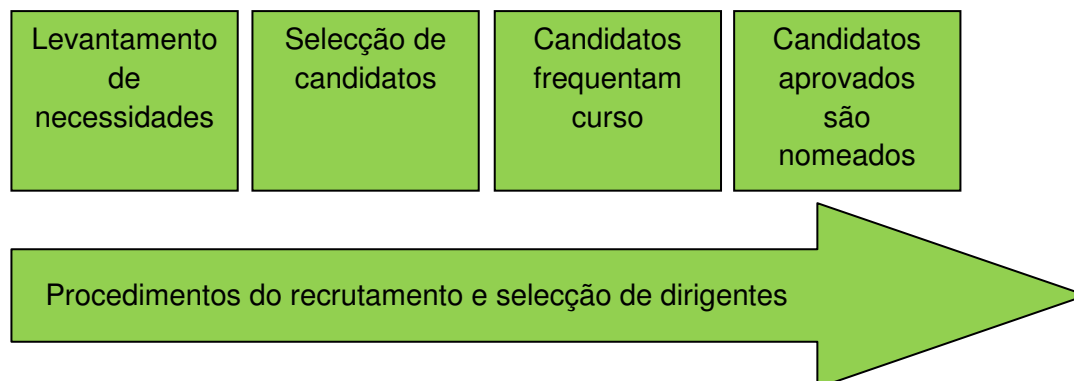 Levantamento
de
necessidades
Selecção de
candidatos
Candidatos
frequentam
curso
Candidatos
aprovados
são
nomeados
Procedimentos do recrutamento e selecção de dirigentes